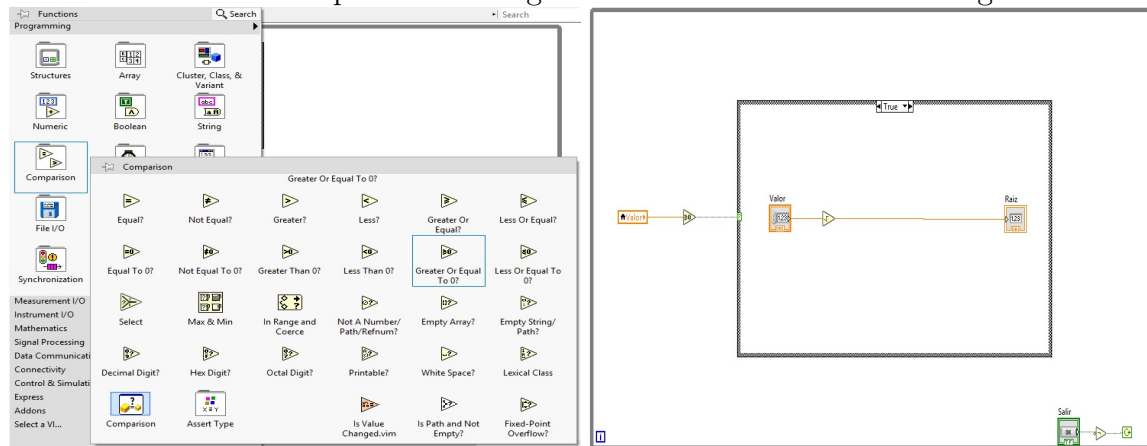 Functions
Search
Search
Programming
Structures
Array
Cluster, Class, &
Variant
Numeric
Boolean
String
Comparison
File I/O
Synchronization
Measurement I/O
Instrument I/O
Mathematics
Signal Processing
Data Communicati
Connectivity
Control & Simulati
Express
Addons
Select a VI...
Comparison
Greater Or Equal To 0?
Equal?
Not Equal?
Greater?
Less?
Greater Or
Equal?
Less Or Equal?
Equal To 0?
Not Equal To 0?
Greater Than 0?
Less Than 0?
Greater Or Equal
To 0?
Less Or Equal To
0?
Select
Max & Min
In Range and
Coerce
Not A Number/
Path/Refnum?
Empty Array?
Empty String/
Path?
Decimal Digit?
Hex Digit?
Octal Digit?
Printable?
White Space?
Lexical Class
Comparison
Assert Type
Is Value
Changed.vim
Is Path and Not
Empty?
Fixed-Point
Overflow?
True
Valor
Valor
Raiz
Salir
i